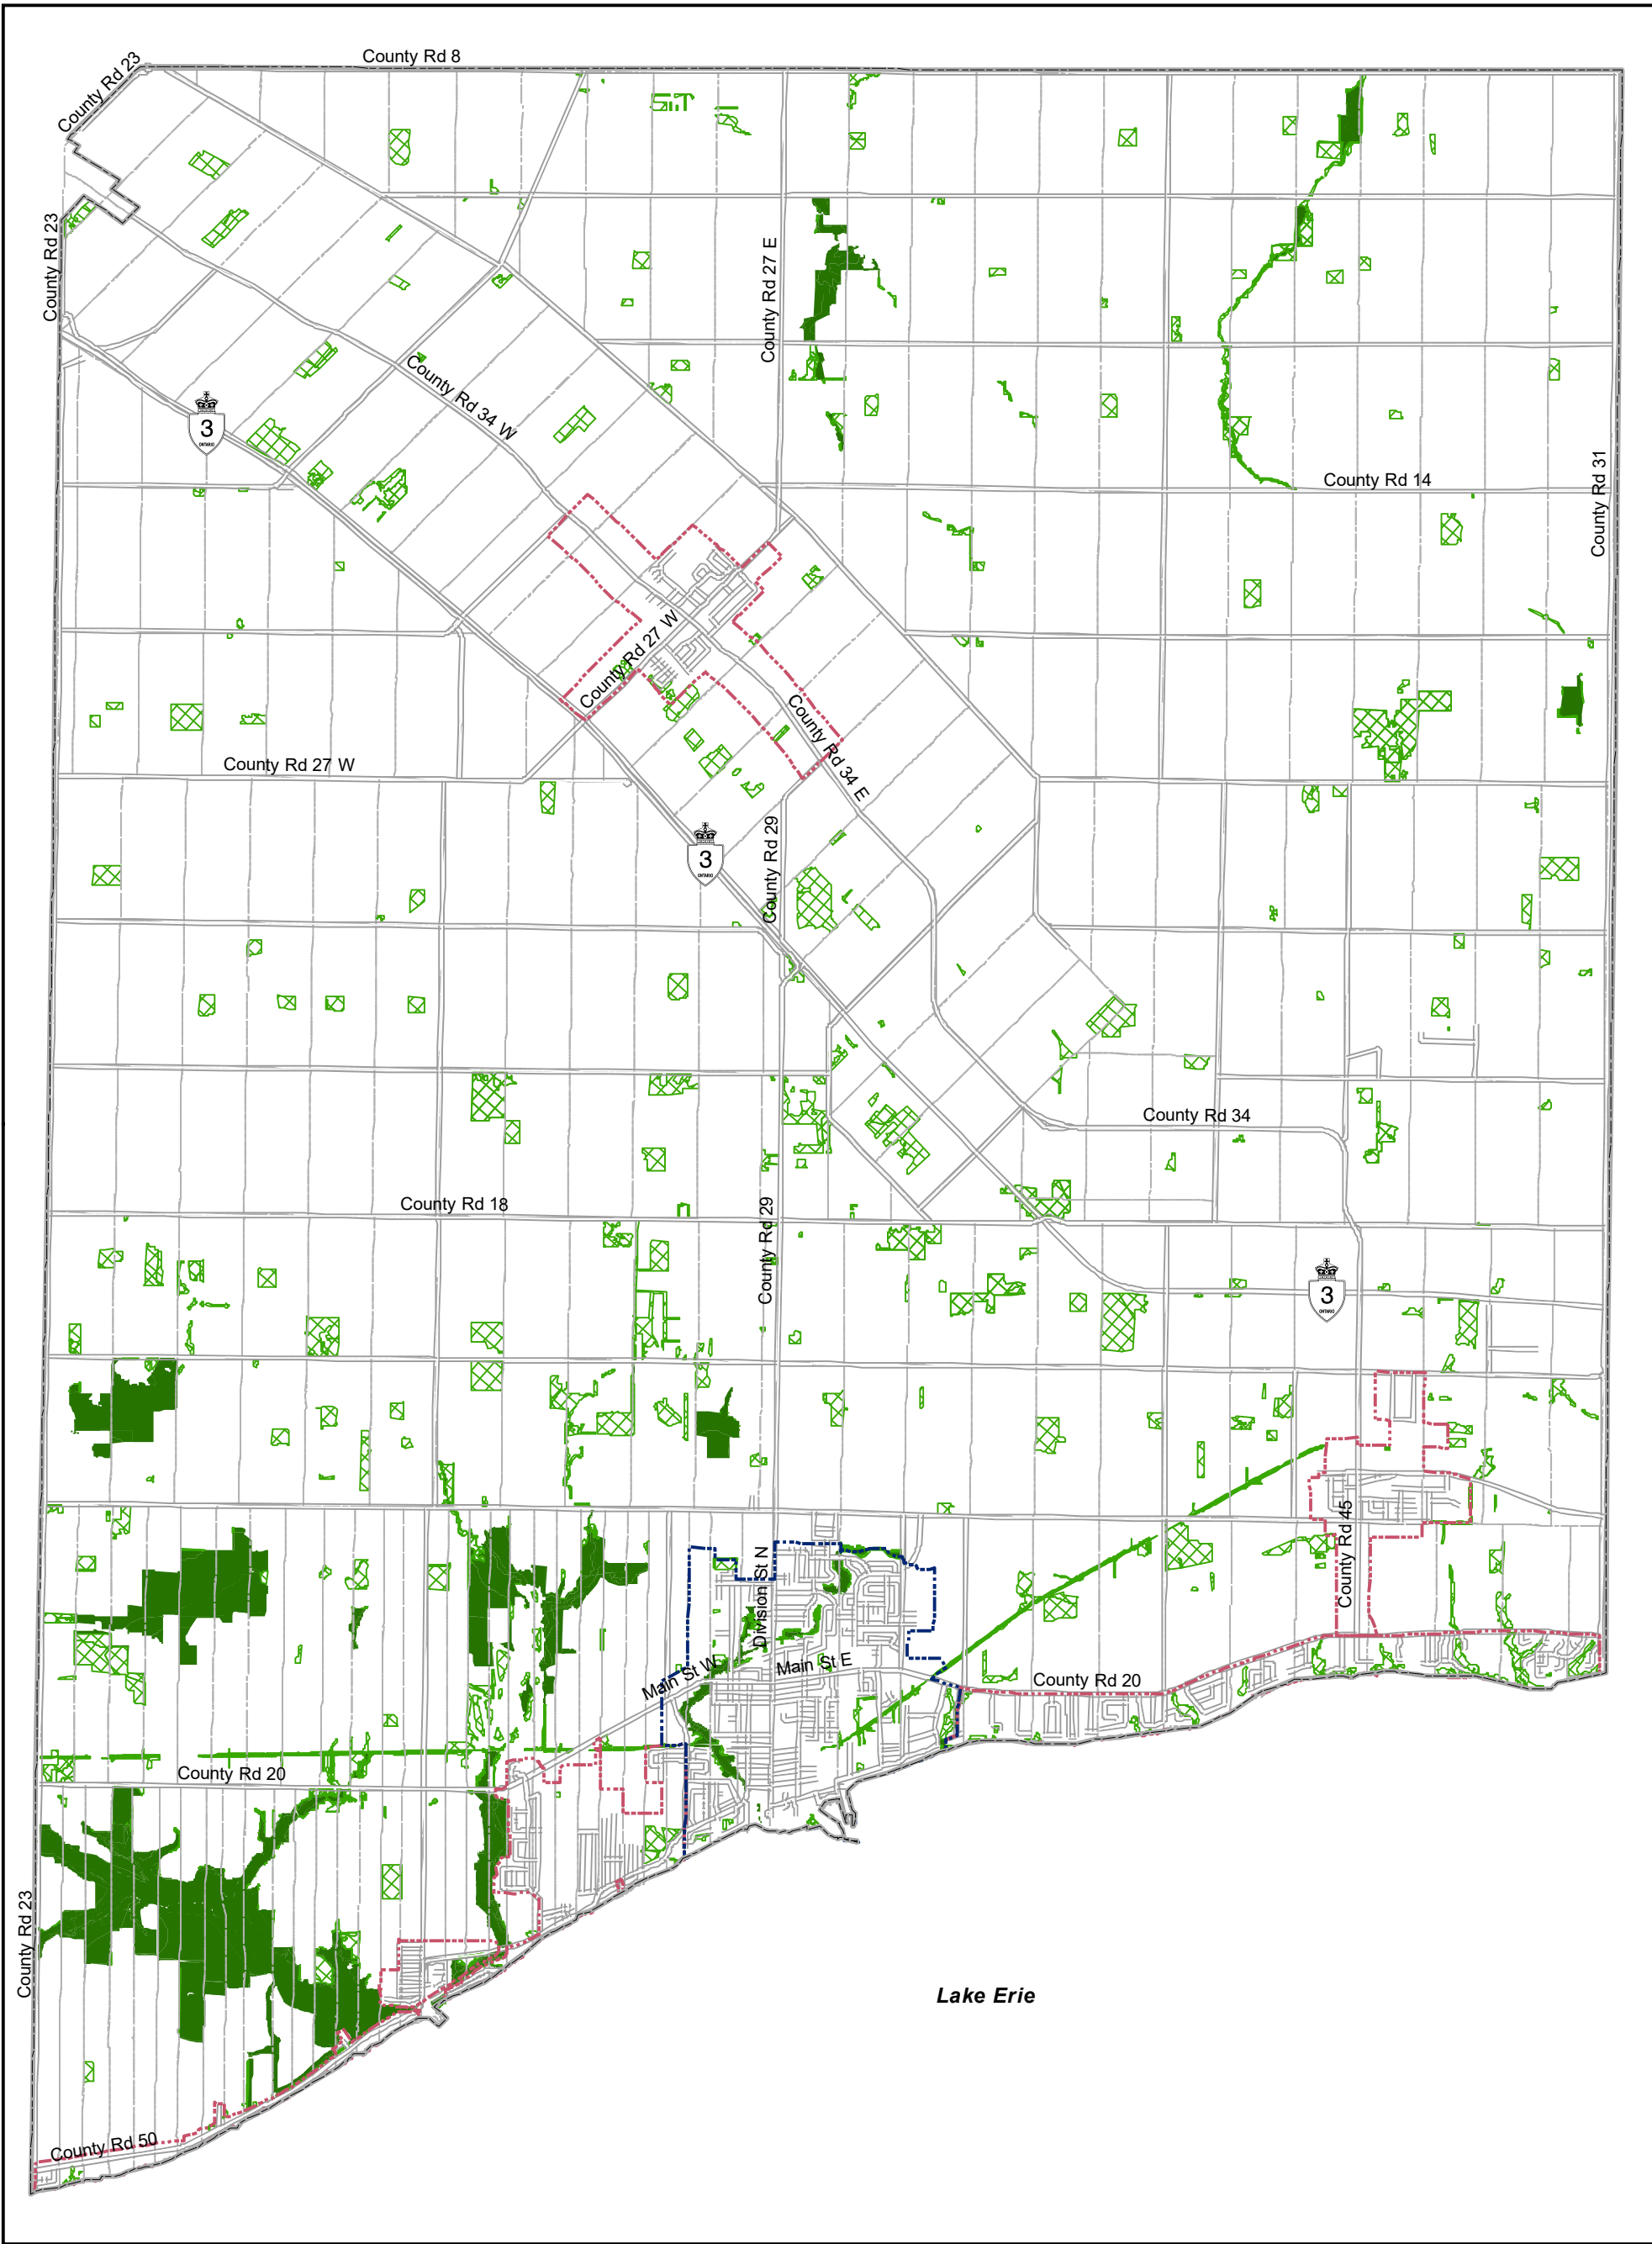 County Rd 8
County Rd 23
County Rd 23
County Rd 27 E
County Rd 34 W
3
ONTARIO
County Rd 14
County Rd 31
County Rd 27 W
County Rd 34 E
County Rd 27 W
3
ONTARIO
County Rd 29
County Rd 34
County Rd 18
County Rd 29
3
ONTARIO
County Rd 45
Division St N
Main St W
Main St E
County Rd 20
County Rd 20
County Rd 23
Lake Erie
County Rd 50